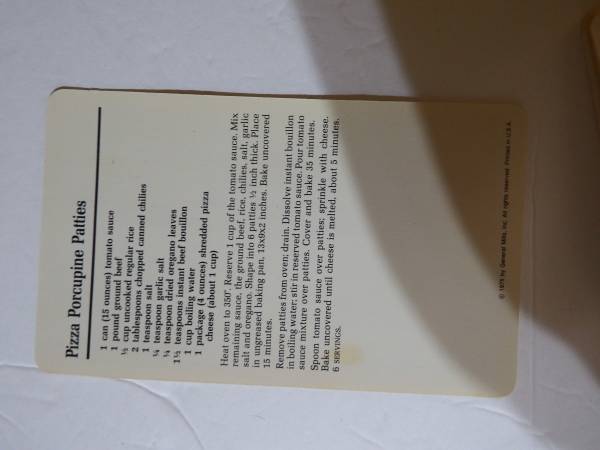 Pizza Porcupine Patties
1 can (15 ounces) tomato sauce
1 pound ground beef
½ cup uncooked regular rice
2 tablespoons chopped canned chilies
1 teaspoon salt
¼ teaspoon garlic salt
¼ teaspoon dried oregano leaves
1½ teaspoons instant beef bouillon
1 cup boiling water
1 package (4 ounces) shredded pizza
cheese (about 1 cup)
Heat oven to 350°. Reserve 1 cup of the tomato sauce. Mix
remaining sauce, the ground beef, rice, chilies, salt, garlic
salt and oregano. Shape into 6 patties ½ inch thick. Place
in ungreased baking pan, 13x9x2 inches. Bake uncovered
15 minutes.
Remove patties from oven; drain. Dissolve instant bouillon
in boiling water; stir in reserved tomato sauce. Pour tomato
sauce mixture over patties. Cover and bake 35 minutes.
Spoon tomato sauce over patties; sprinkle with cheese.
Bake uncovered until cheese is melted, about 5 minutes.
6 SERVINGS.
© 1975 by General Mills, Inc. All rights reserved. Printed in U.S.A.